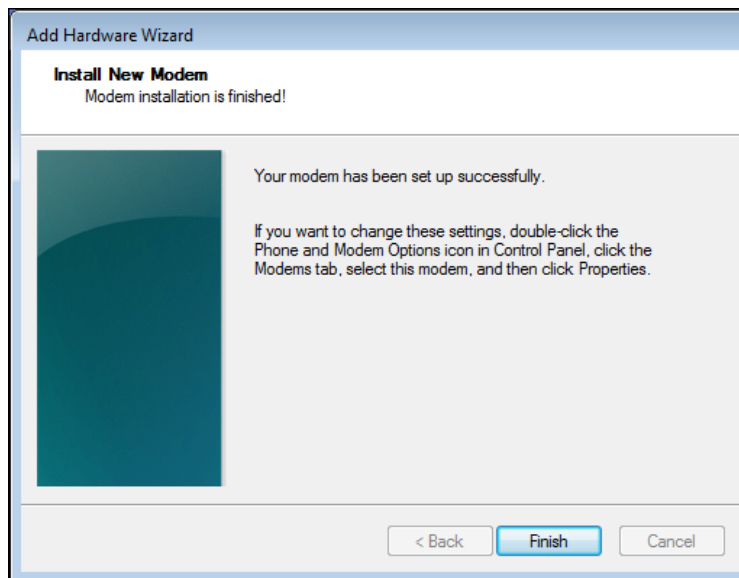 Add Hardware Wizard
Install New Modem
Modem installation is finished!
Your modem has been set up successfully.
If you want to change these settings, double-click the
Phone and Modem Options icon in Control Panel, click the
Modems tab, select this modem, and then click Properties.
< Back
Finish
Cancel